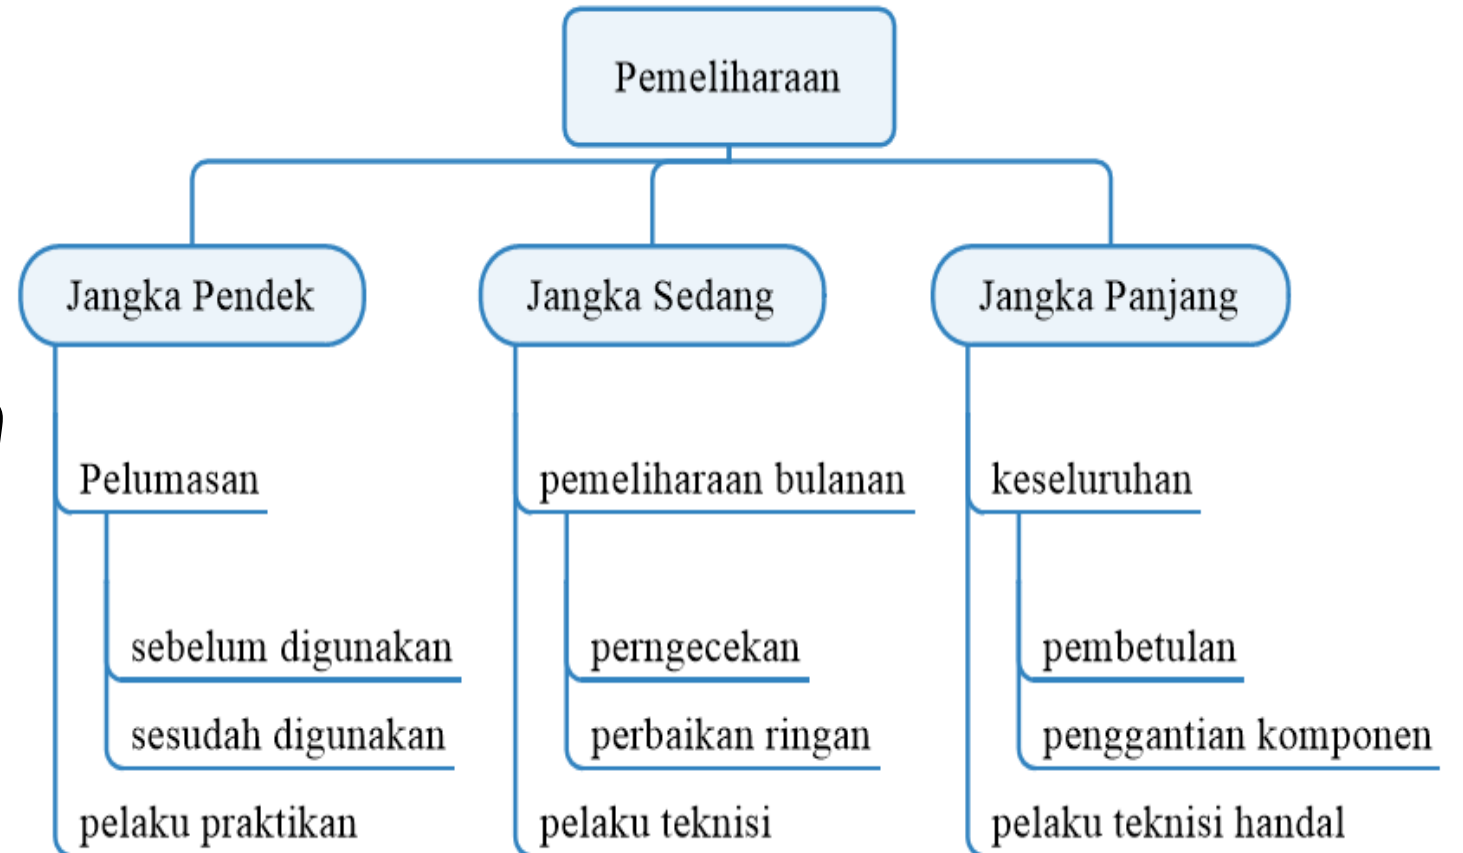 Pemeliharaan
Jangka Pendek
Pelumasan
sebelum digunakan
sesudah digunakan
pelaku praktikan
Jangka Sedang
pemeliharaan bulanan
perngecekan
perbaikan ringan
pelaku teknisi
Jangka Panjang
keseluruhan
pembetulan
penggantian komponen
pelaku teknisi handal